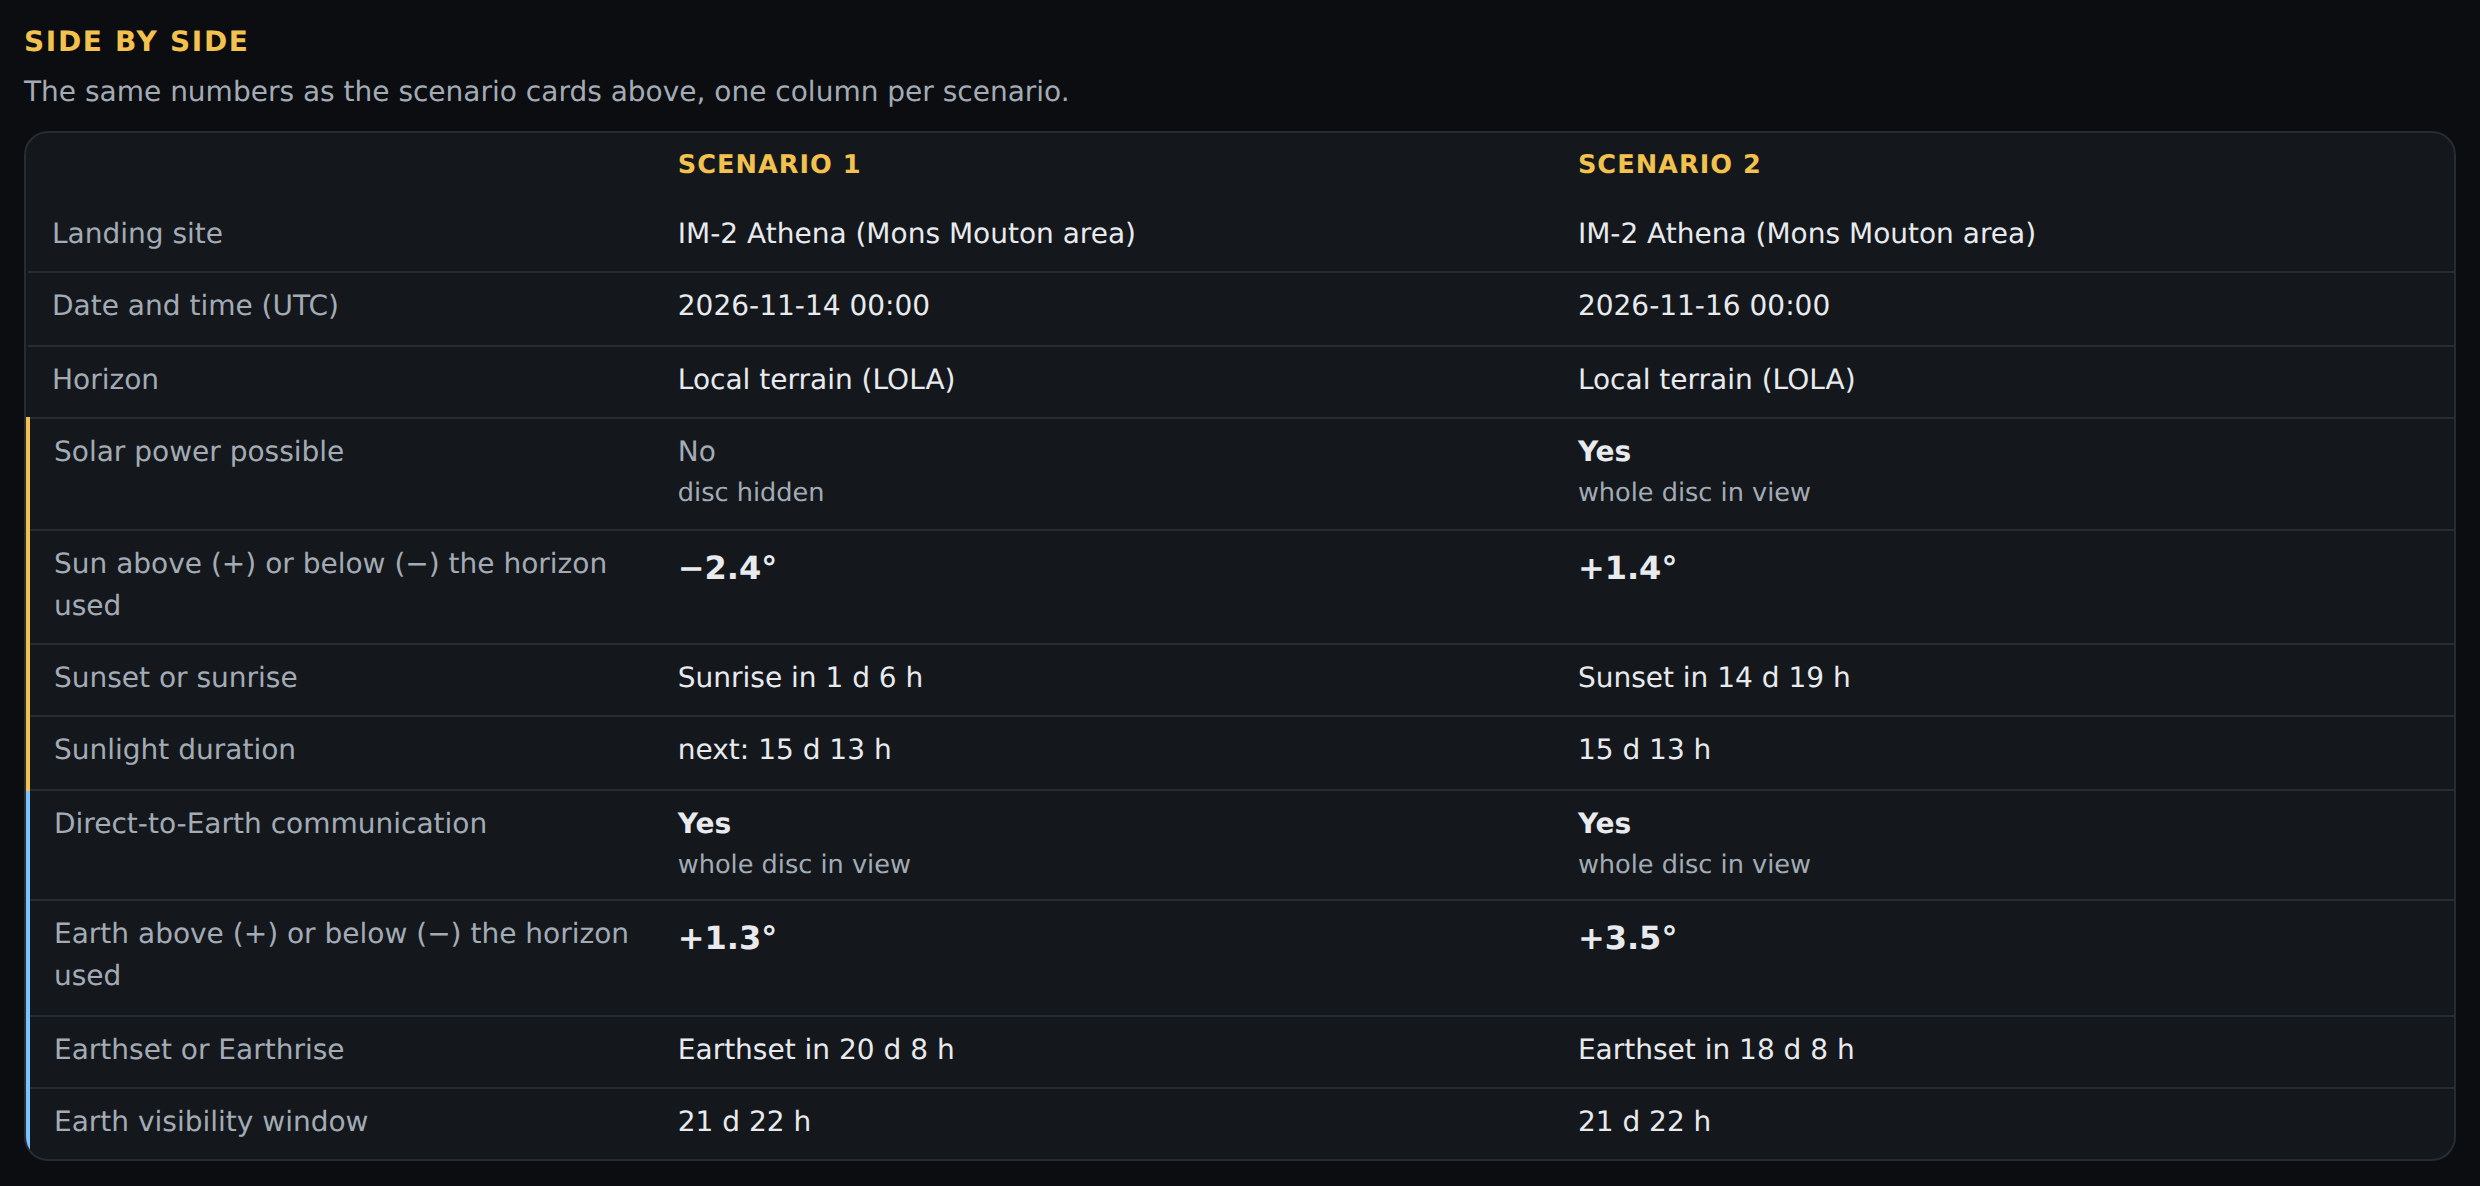 SIDE BY SIDE
The same numbers as the scenario cards above, one column per scenario.
SCENARIO 1 SCENARIO 2
Landing site IM-2 Athena (Mons Mouton area) IM-2 Athena (Mons Mouton area)
Date and time (UTC) 2026-11-14 00:00 2026-11-16 00:00
Horizon Local terrain (LOLA) Local terrain (LOLA)
Solar power possible No Yes
disc hidden whole disc in view
Sun above (+) or below (−) the horizon −2.4° +1.4°
used
Sunset or sunrise Sunrise in 1 d 6 h Sunset in 14 d 19 h
Sunlight duration next: 15 d 13 h 15 d 13 h
Direct-to-Earth communication Yes Yes
whole disc in view whole disc in view
Earth above (+) or below (−) the horizon +1.3° +3.5°
used
Earthset or Earthrise Earthset in 20 d 8 h Earthset in 18 d 8 h
Earth visibility window 21 d 22 h 21 d 22 h